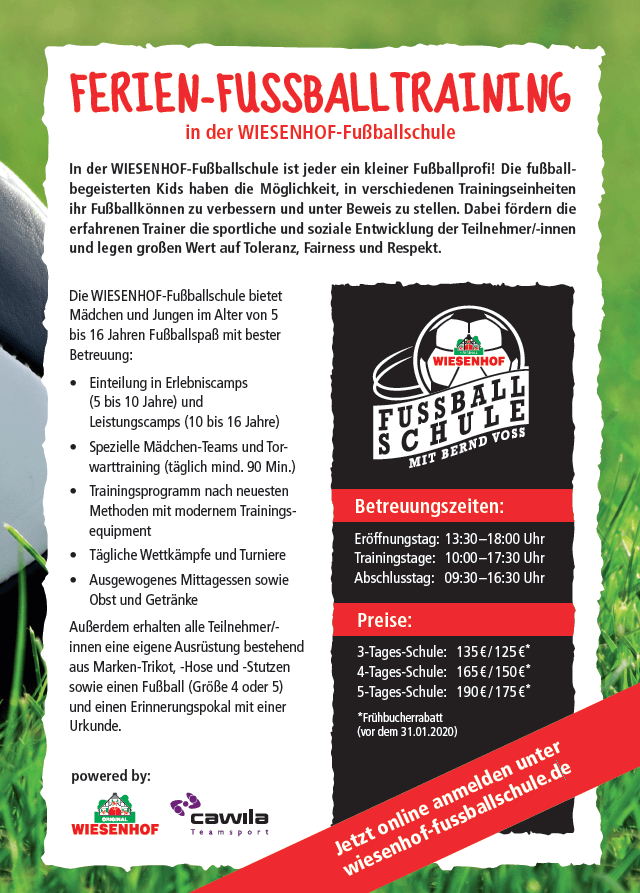 FERIEN-FUSSBALLTRAINING
in der WIESENHOF-Fußballschule
In der WIESENHOF-Fußballschule ist jeder ein kleiner Fußballprofi! Die fußball-
begeisterten Kids haben die Möglichkeit, in verschiedenen Trainingseinheiten
ihr Fußballkönnen zu verbessern und unter Beweis zu stellen. Dabei fördern die
erfahrenen Trainer die sportliche und soziale Entwicklung der Teilnehmer/-innen
und legen großen Wert auf Toleranz, Fairness und Respekt.
Die WIESENHOF-Fußballschule bietet
Mädchen und Jungen im Alter von 5
bis 16 Jahren Fußballspaß mit bester
Betreuung:
• Einteilung in Erlebniscamps
(5 bis 10 Jahre) und
Leistungscamps (10 bis 16 Jahre)
• Spezielle Mädchen-Teams und Tor-
warttraining (täglich mind. 90 Min.)
• Trainingsprogramm nach neuesten
Methoden mit modernem Trainings-
equipment
• Tägliche Wettkämpfe und Turniere
• Ausgewogenes Mittagessen sowie
Obst und Getränke
Außerdem erhalten alle Teilnehmer/-
innen eine eigene Ausrüstung bestehend
aus Marken-Trikot, -Hose und -Stutzen
sowie einen Fußball (Größe 4 oder 5)
und einen Erinnerungspokal mit einer
Urkunde.
powered by:
ORIGINAL
WIESENHOF
cawila
Teamsport
WIESENHOF
FUSSBALL
SCHULE
MIT BERND VOSS
Betreuungszeiten:
Eröffnungstag: 13:30–18:00 Uhr
Trainingstage: 10:00–17:30 Uhr
Abschlusstag: 09:30–16:30 Uhr
Preise:
3-Tages-Schule: 135 € / 125 €*
4-Tages-Schule: 165 € / 150 €*
5-Tages-Schule: 190 € / 175 €*
*Frühbucherrabatt
(vor dem 31.01.2020)
Jetzt online anmelden unter
wiesenhof-fussballschule.de